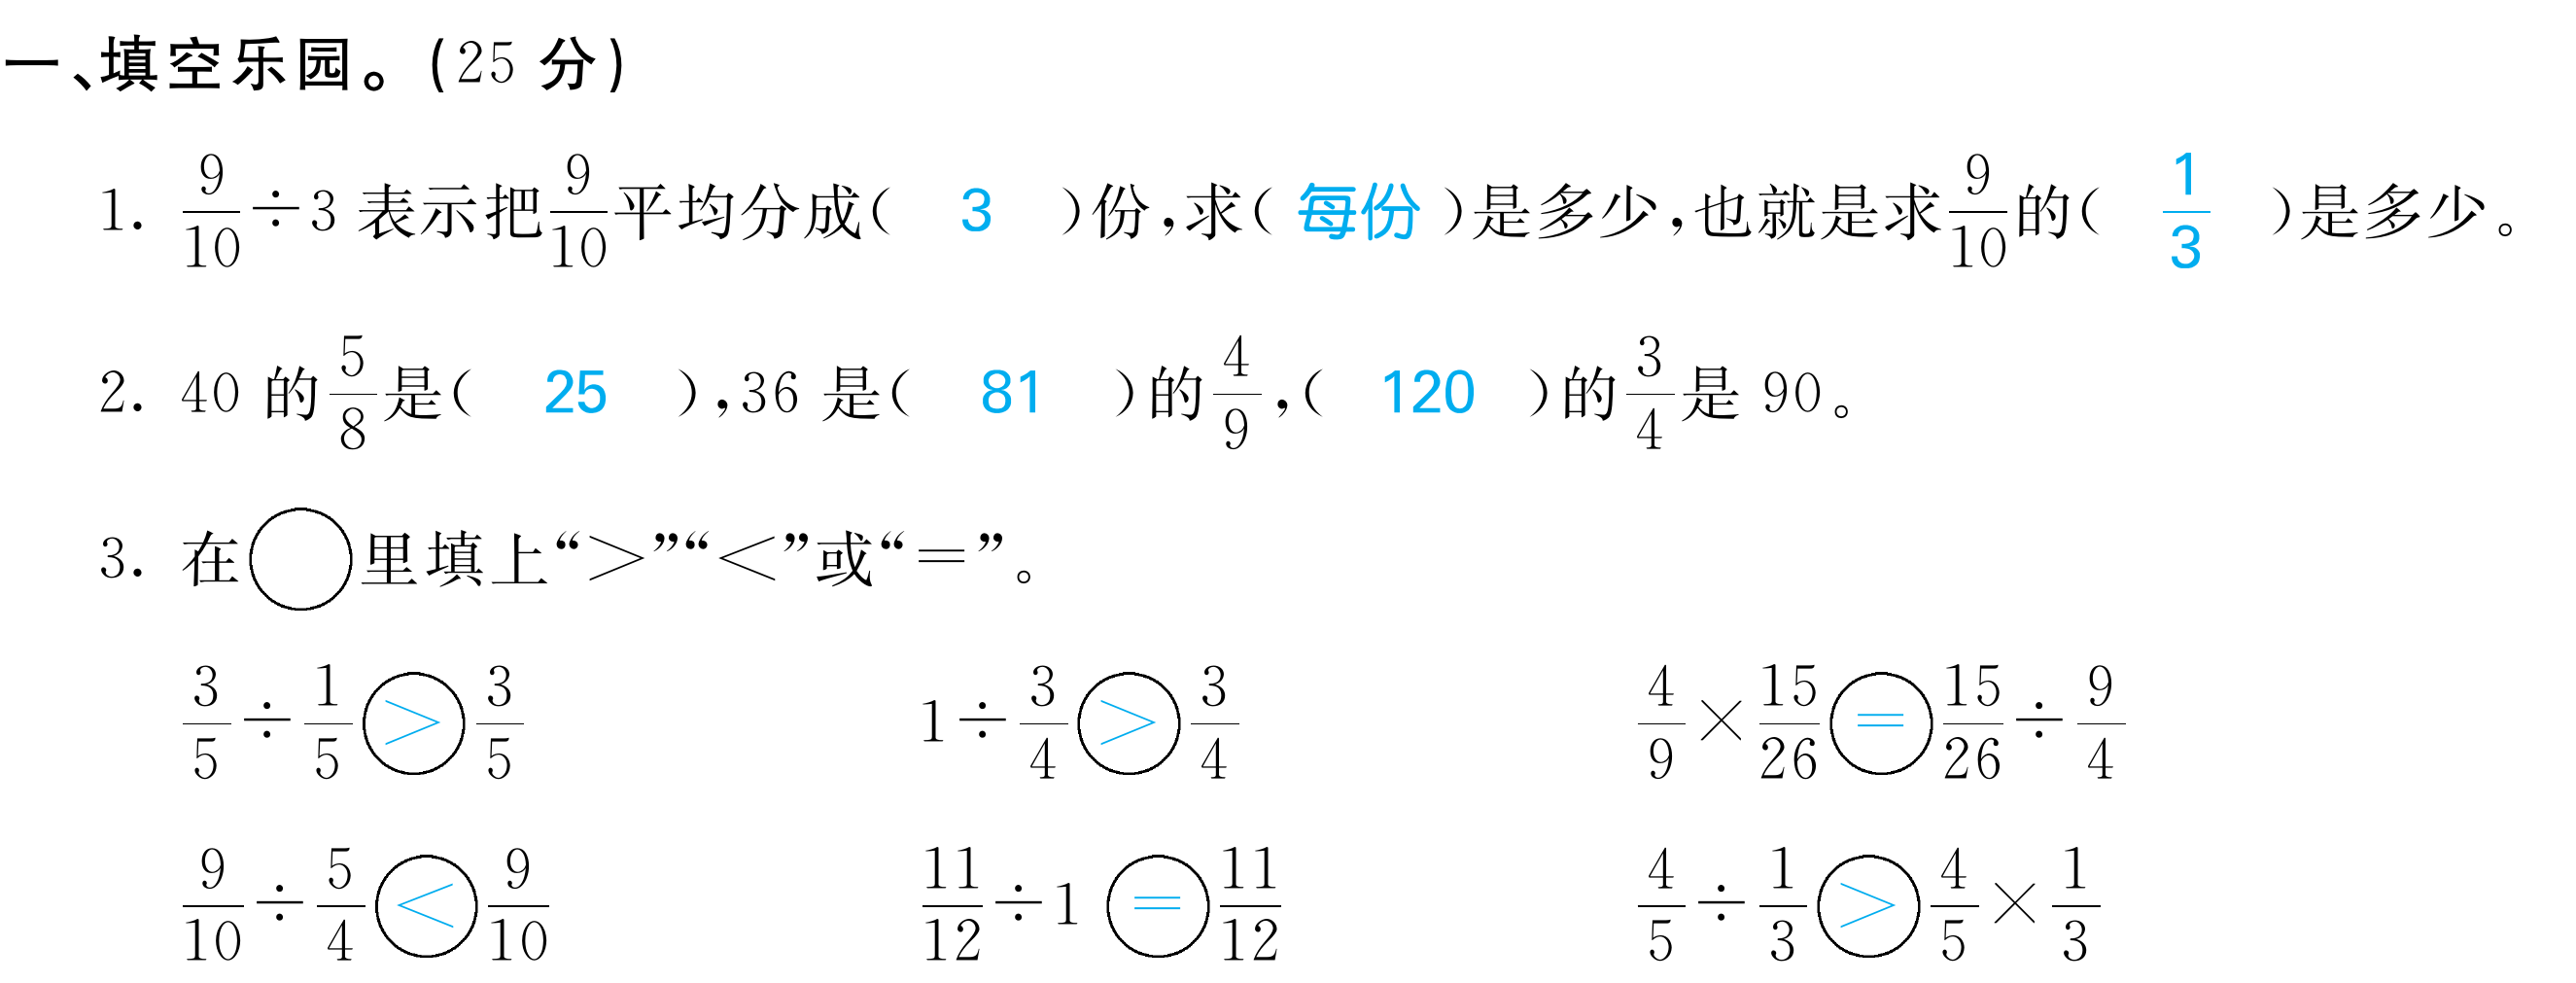 一、填空乐园。(25 分)
1. 9/10÷3 表示把9/10平均分成( 3 )份,求( 每份 )是多少,也就是求9/10的( 1/3 )是多少。
2. 40 的5/8是( 25 ),36 是( 81 )的4/9,( 120 )的3/4是 90。
3. 在○里填上“>”“<”或“=”。
3/5÷1/5>3/5 1÷3/4>3/4 4/9×15/26=15/26÷9/4
9/10÷5/4<9/10 11/12÷1=11/12 4/5÷1/3>4/5×1/3